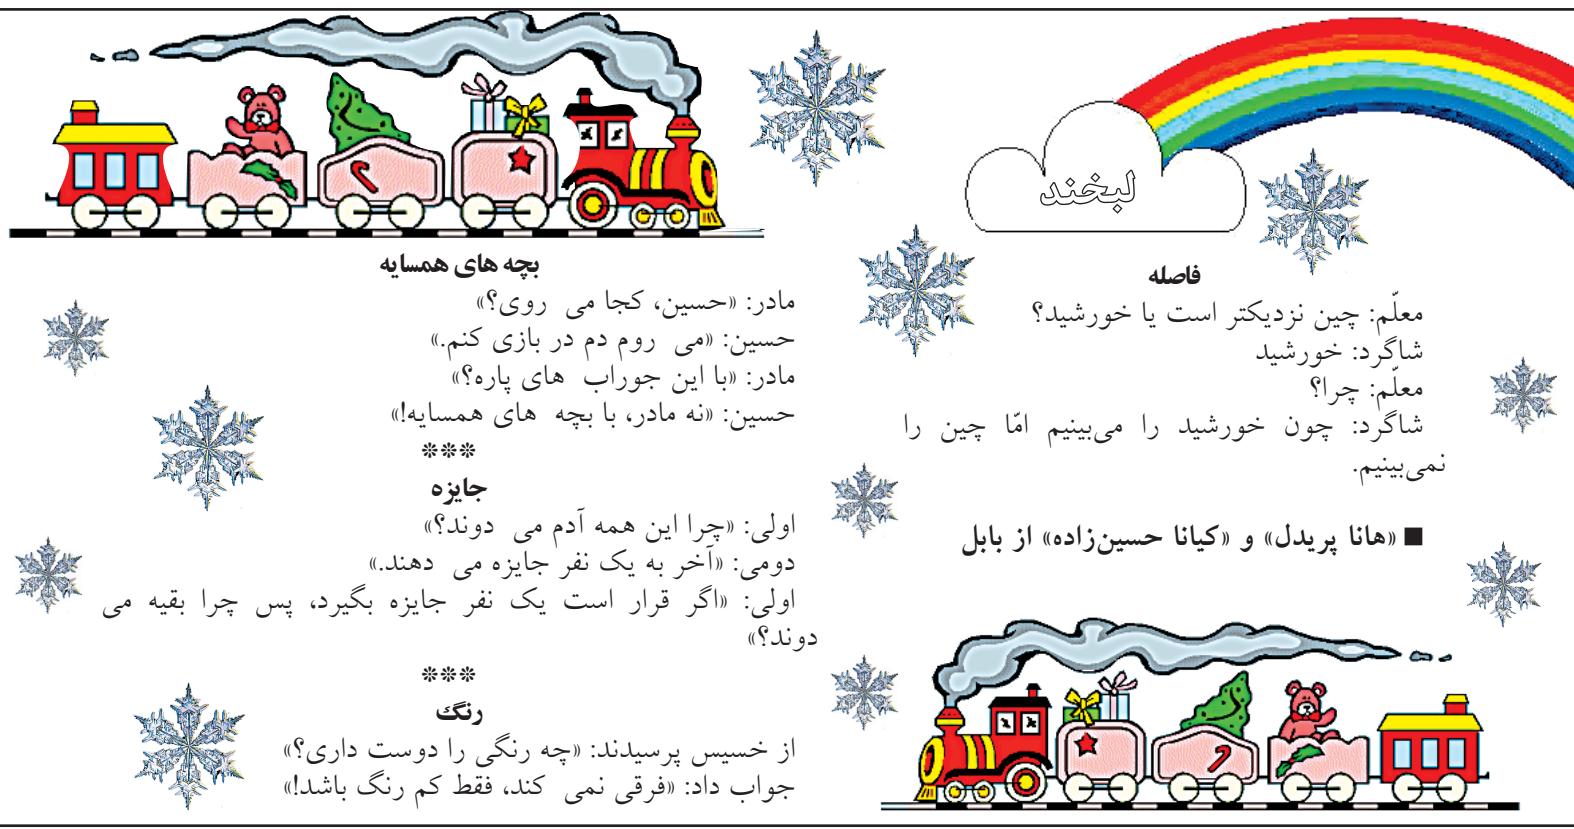 لبخند
فاصله
معلّم: چین نزدیکتر است یا خورشید؟
شاگرد: خورشید
معلّم: چرا؟
شاگرد: چون خورشید را می‌بینیم امّا چین را
نمی‌بینیم.
■ «هانا پریدل» و «کیانا حسین‌زاده» از بابل
بچه های همسایه
مادر: «حسین، کجا می روی؟»
حسین: «می روم دم در بازی کنم.»
مادر: «با این جوراب های پاره؟»
حسین: «نه مادر، با بچه های همسایه!»
***
جایزه
اولی: «چرا این همه آدم می دوند؟»
دومی: «آخر به یک نفر جایزه می دهند.»
اولی: «اگر قرار است یک نفر جایزه بگیرد، پس چرا بقیه می
دوند؟»
***
رنگ
از خسیس پرسیدند: «چه رنگی را دوست داری؟»
جواب داد: «فرقی نمی کند، فقط کم رنگ باشد!»